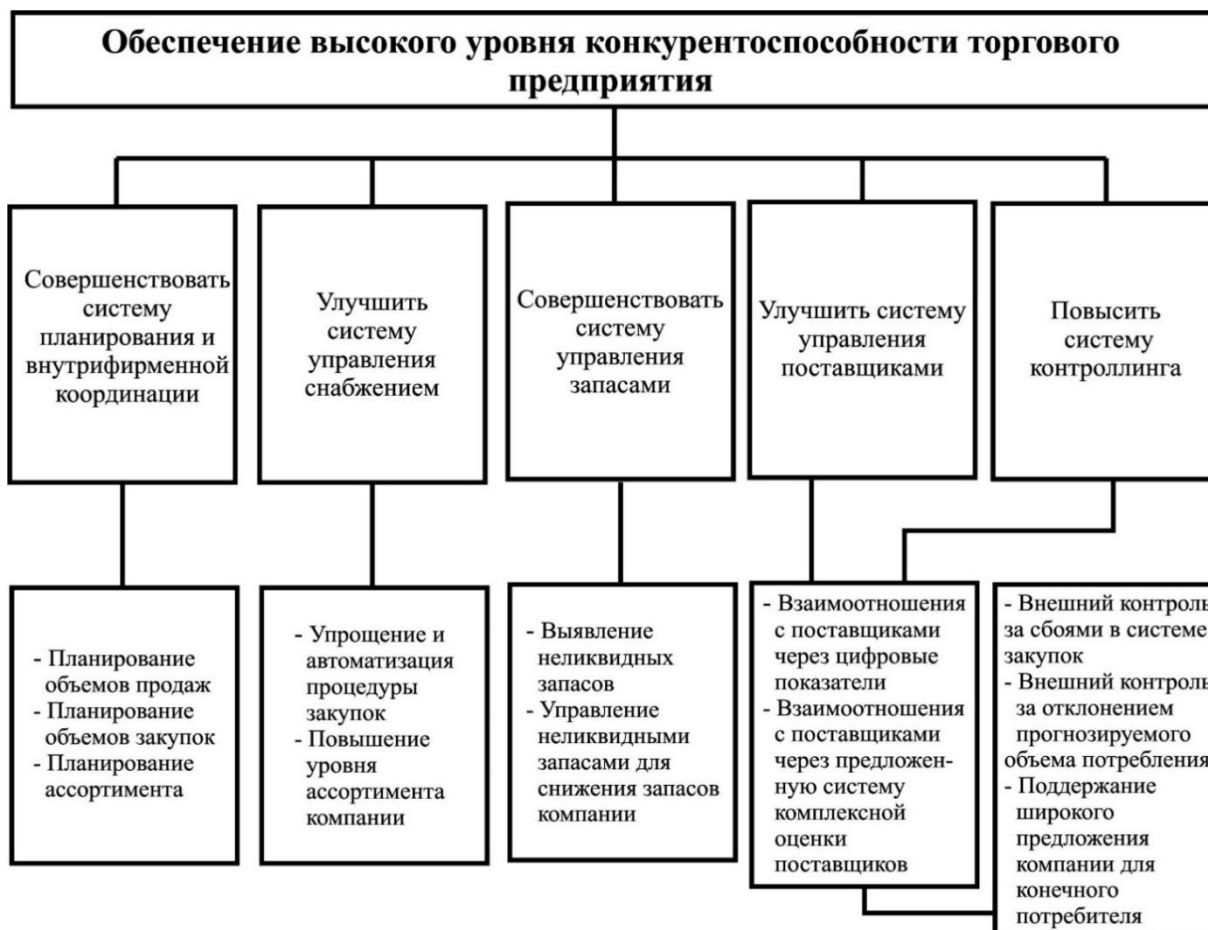 Обеспечение высокого уровня конкурентоспособности торгового
предприятия
Совершенствовать
систему
планирования и
внутрифирменной
координации
Улучшить
систему
управления
снабжением
Совершенствовать
систему
управления
запасами
Улучшить систему
управления
поставщиками
Повысить
систему
контроллинга
- Планирование
объемов продаж
- Планирование
объемов закупок
- Планирование
ассортимента
- Упрощение и
автоматизация
процедуры
закупок
- Повышение
уровня
ассортимента
компании
- Выявление
неликвидных
запасов
- Управление
неликвидными
запасами для
снижения запасов
компании
- Взаимоотношения
с поставщиками
через цифровые
показатели
- Взаимоотношения
с поставщиками
через предложен-
ную систему
комплексной
оценки
поставщиков
- Внешний контроль
за сбоями в системе
закупок
- Внешний контроль
за отклонением
прогнозируемого
объема потребления
- Поддержание
широкого
предложения
компании для
конечного
потребителя